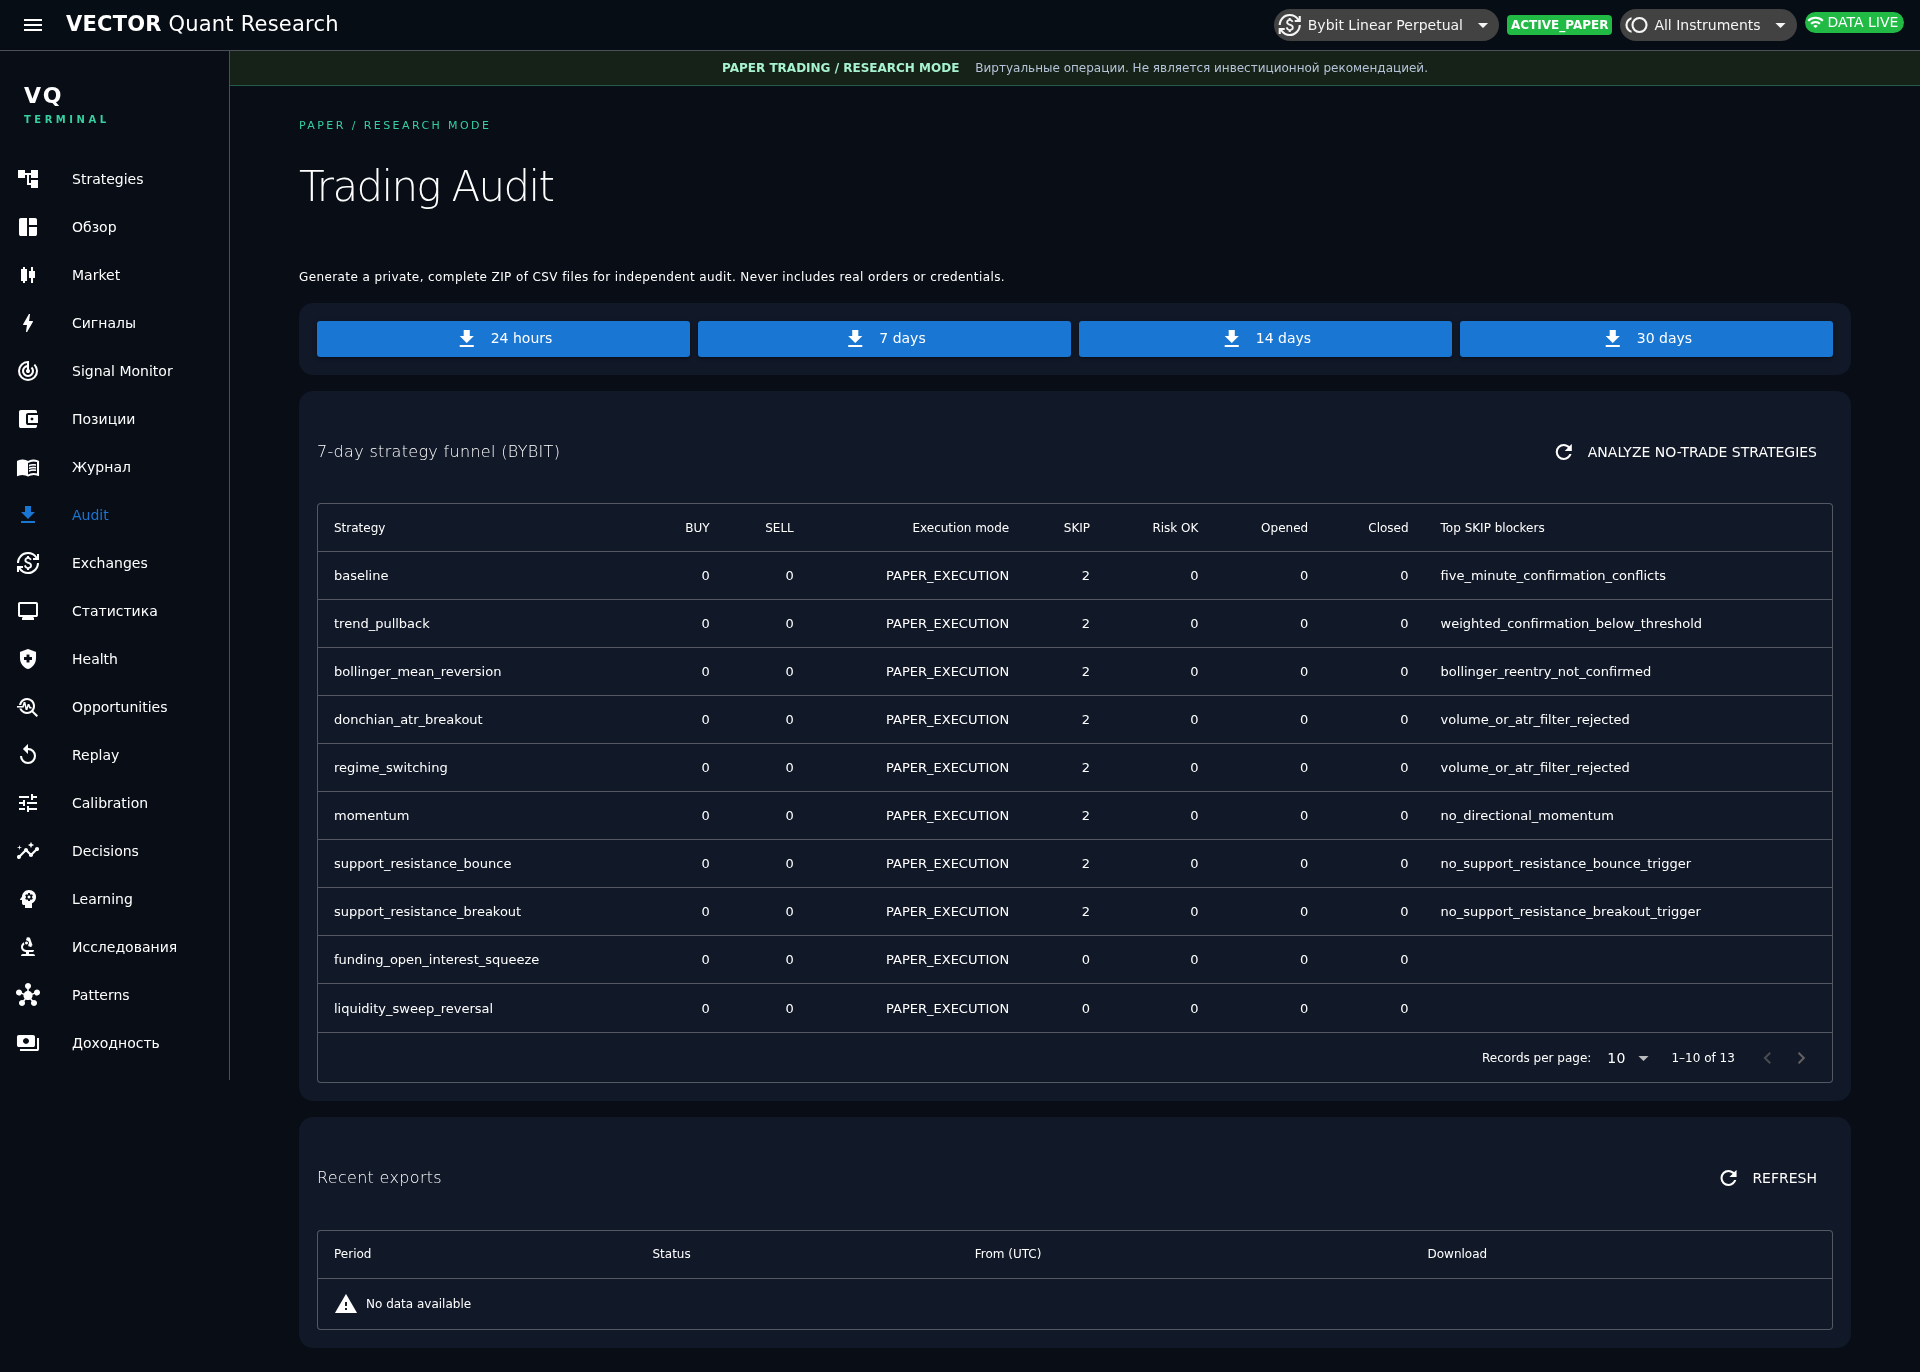 VECTOR Quant Research
Bybit Linear Perpetual
ACTIVE_PAPER
All Instruments
DATA LIVE
PAPER TRADING / RESEARCH MODE Виртуальные операции. Не является инвестиционной рекомендацией.
VQ
TERMINAL
Strategies
Обзор
Market
Сигналы
Signal Monitor
Позиции
Журнал
Audit
Exchanges
Статистика
Health
Opportunities
Replay
Calibration
Decisions
Learning
Исследования
Patterns
Доходность
PAPER / RESEARCH MODE
Trading Audit
Generate a private, complete ZIP of CSV files for independent audit. Never includes real orders or credentials.
24 hours 7 days 14 days 30 days
7-day strategy funnel (BYBIT) ANALYZE NO-TRADE STRATEGIES
Strategy BUY SELL Execution mode SKIP Risk OK Opened Closed Top SKIP blockers
baseline 0 0 PAPER_EXECUTION 2 0 0 0 five_minute_confirmation_conflicts
trend_pullback 0 0 PAPER_EXECUTION 2 0 0 0 weighted_confirmation_below_threshold
bollinger_mean_reversion 0 0 PAPER_EXECUTION 2 0 0 0 bollinger_reentry_not_confirmed
donchian_atr_breakout 0 0 PAPER_EXECUTION 2 0 0 0 volume_or_atr_filter_rejected
regime_switching 0 0 PAPER_EXECUTION 2 0 0 0 volume_or_atr_filter_rejected
momentum 0 0 PAPER_EXECUTION 2 0 0 0 no_directional_momentum
support_resistance_bounce 0 0 PAPER_EXECUTION 2 0 0 0 no_support_resistance_bounce_trigger
support_resistance_breakout 0 0 PAPER_EXECUTION 2 0 0 0 no_support_resistance_breakout_trigger
funding_open_interest_squeeze 0 0 PAPER_EXECUTION 0 0 0 0
liquidity_sweep_reversal 0 0 PAPER_EXECUTION 0 0 0 0
Records per page: 10 1–10 of 13
Recent exports REFRESH
Period Status From (UTC) Download
No data available